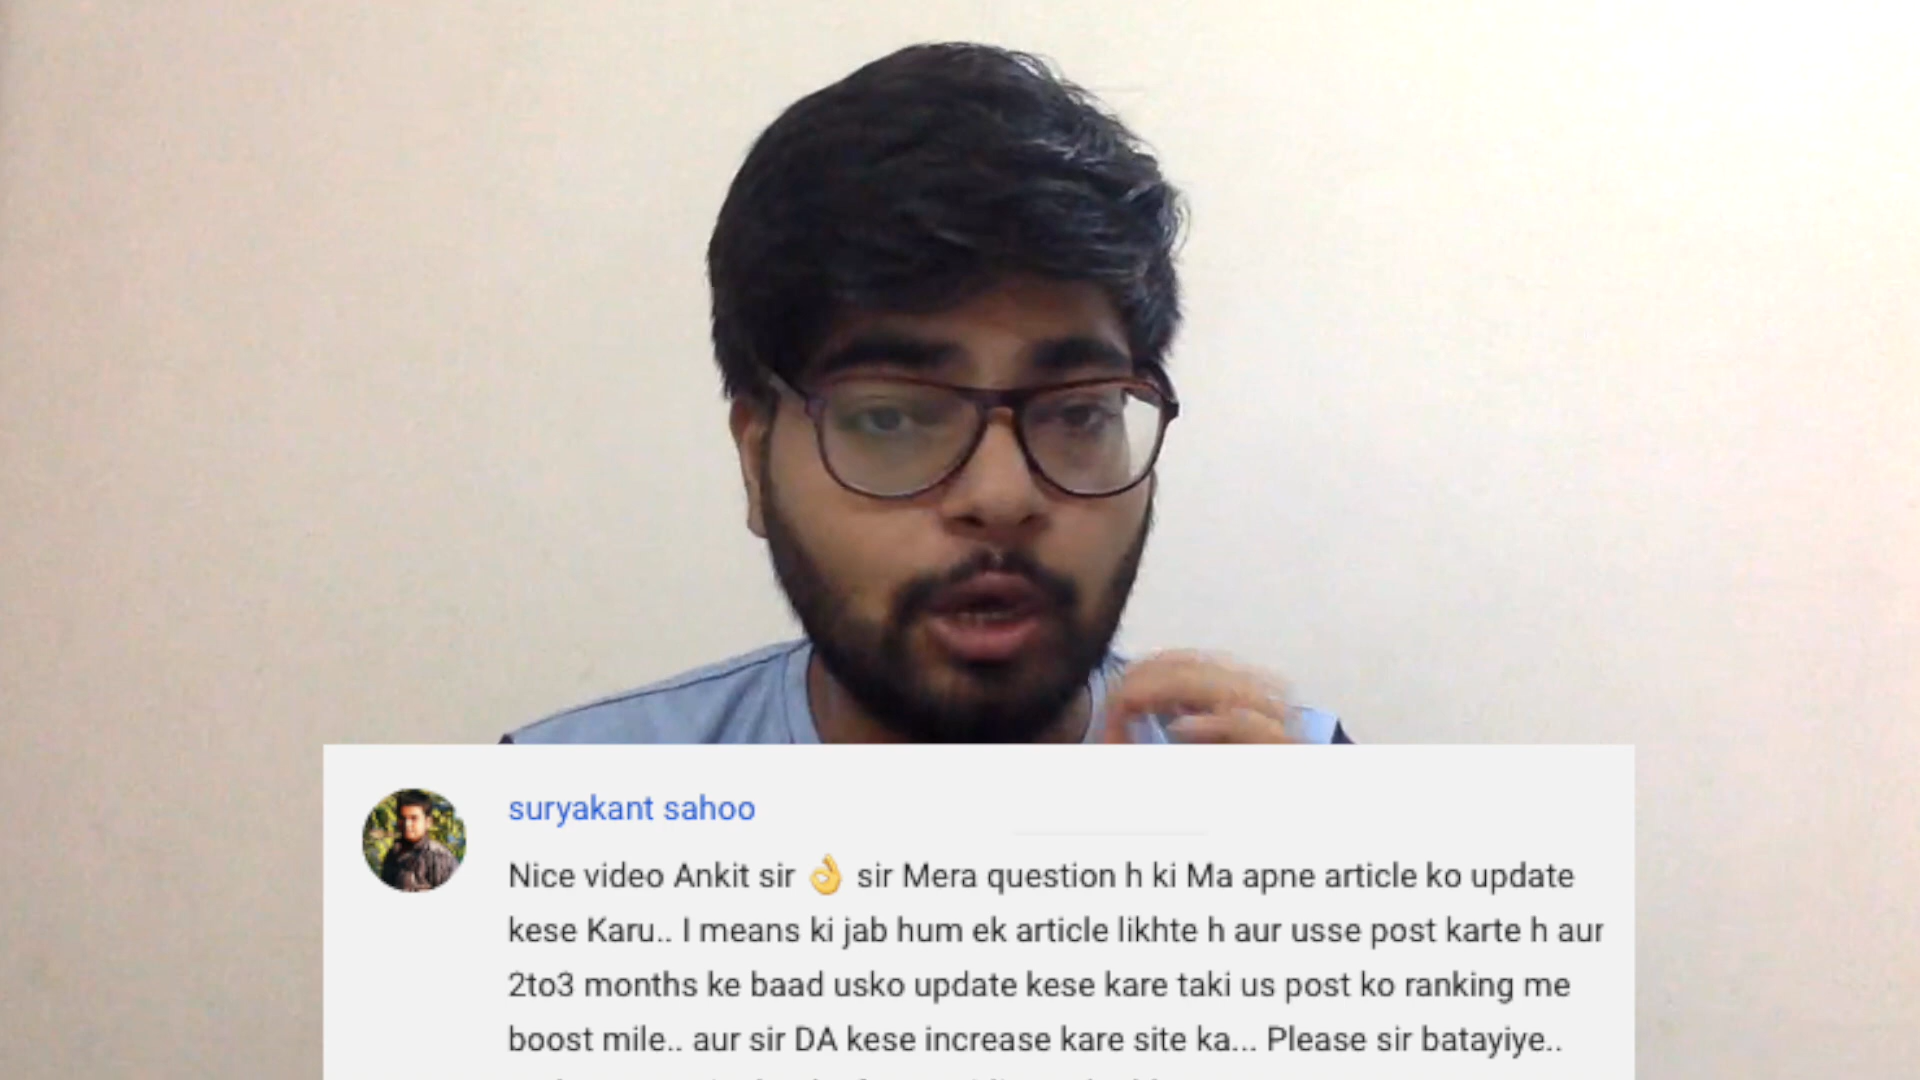 suryakant sahoo
Nice video Ankit sir 👌 sir Mera question h ki Ma apne article ko update
kese Karu.. I means ki jab hum ek article likhte h aur usse post karte h aur
2to3 months ke baad usko update kese kare taki us post ko ranking me
boost mile.. aur sir DA kese increase kare site ka... Please sir batayiye..